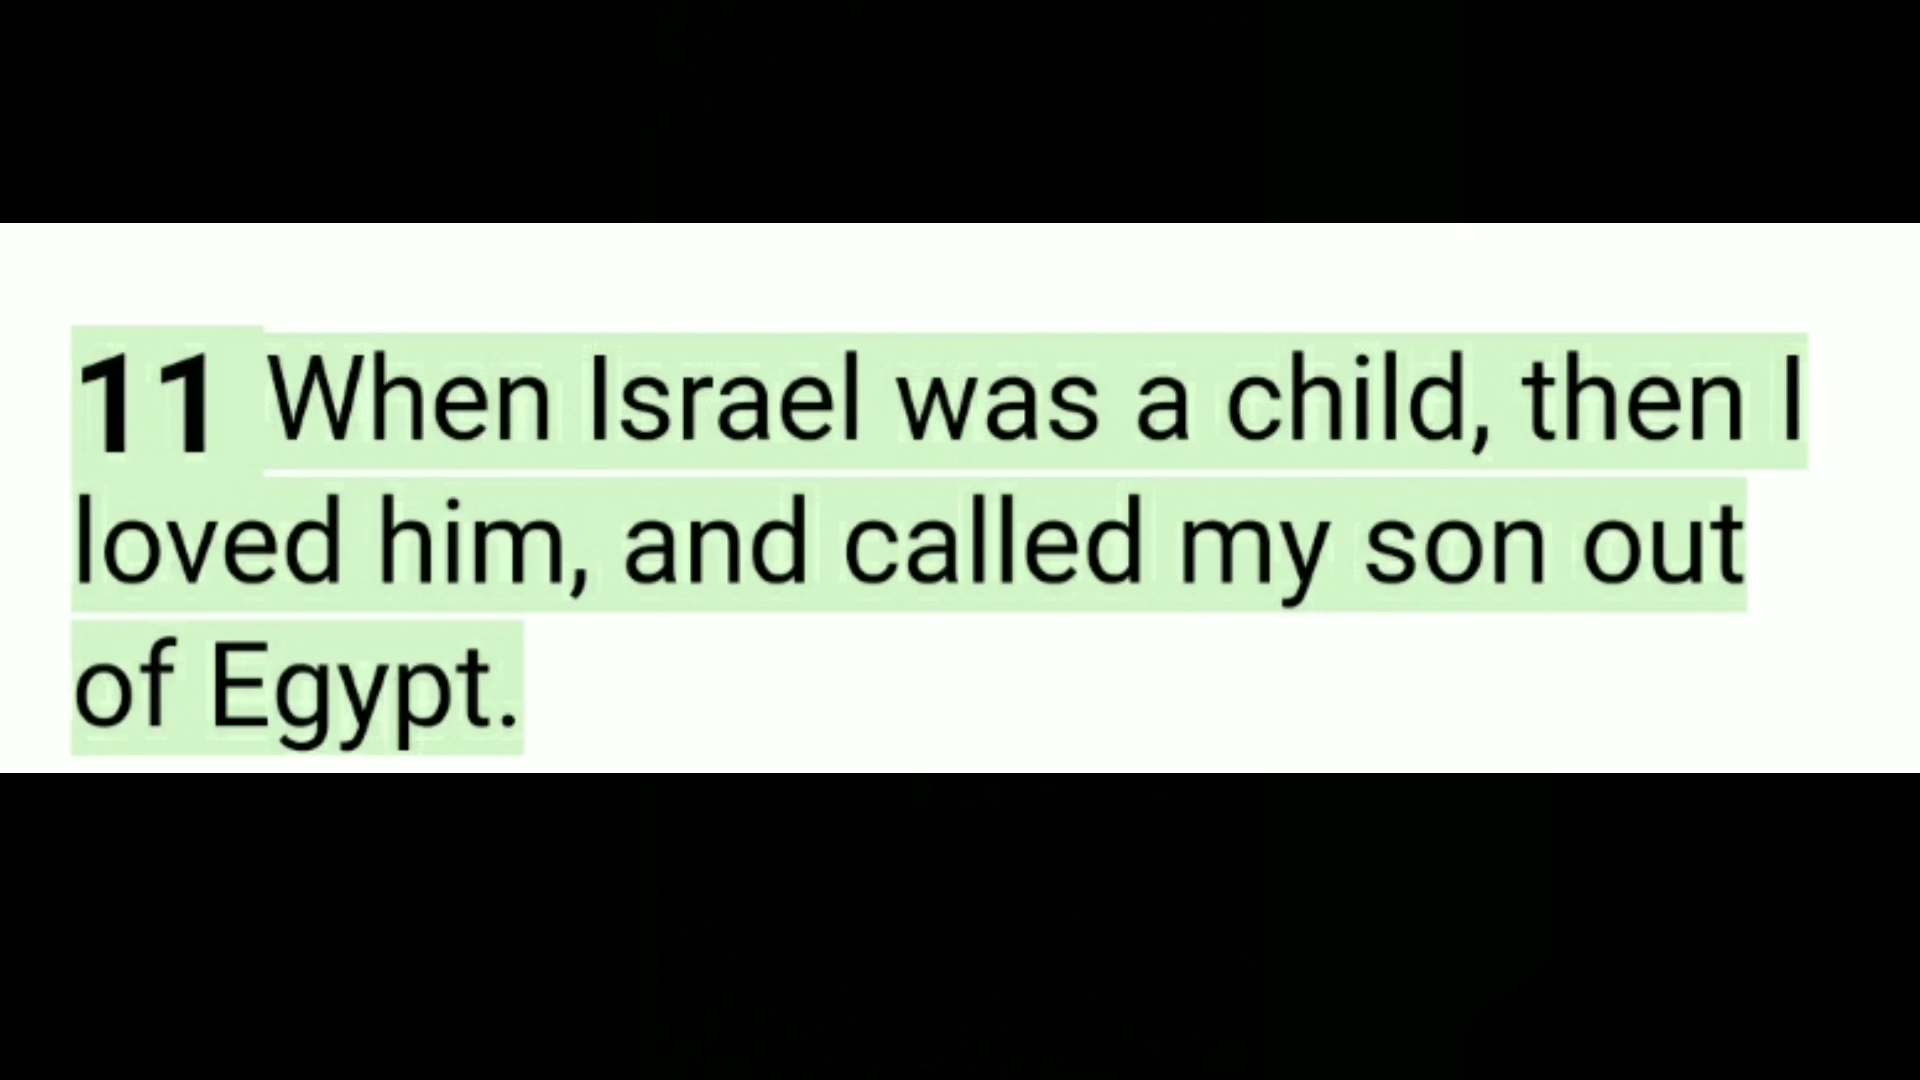 11 When Israel was a child, then I
loved him, and called my son out
of Egypt.